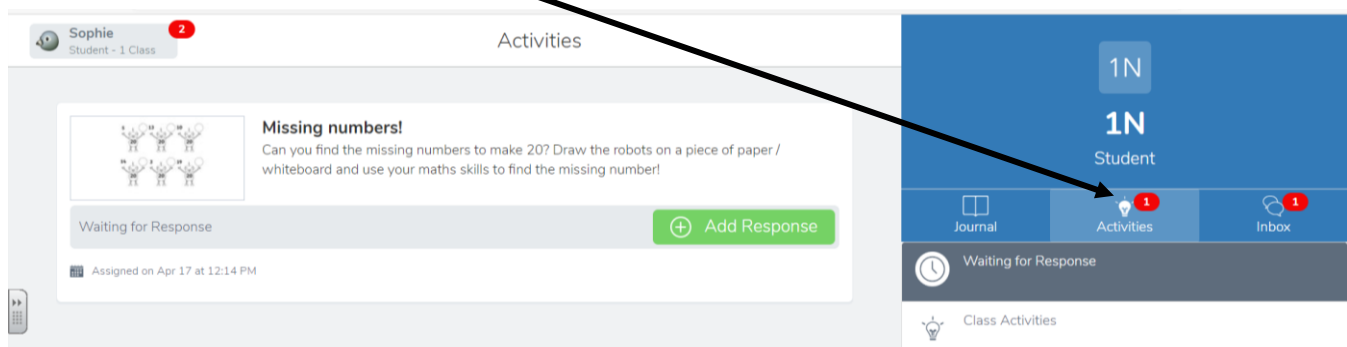 Sophie
2
Student - 1 Class
Activities
Missing numbers!
Can you find the missing numbers to make 20? Draw the robots on a piece of paper /
whiteboard and use your maths skills to find the missing number!
Waiting for Response
Add Response
Assigned on Apr 17 at 12:14 PM
1N
1N
Student
Journal
1
Activities
1
Inbox
Waiting for Response
Class Activities